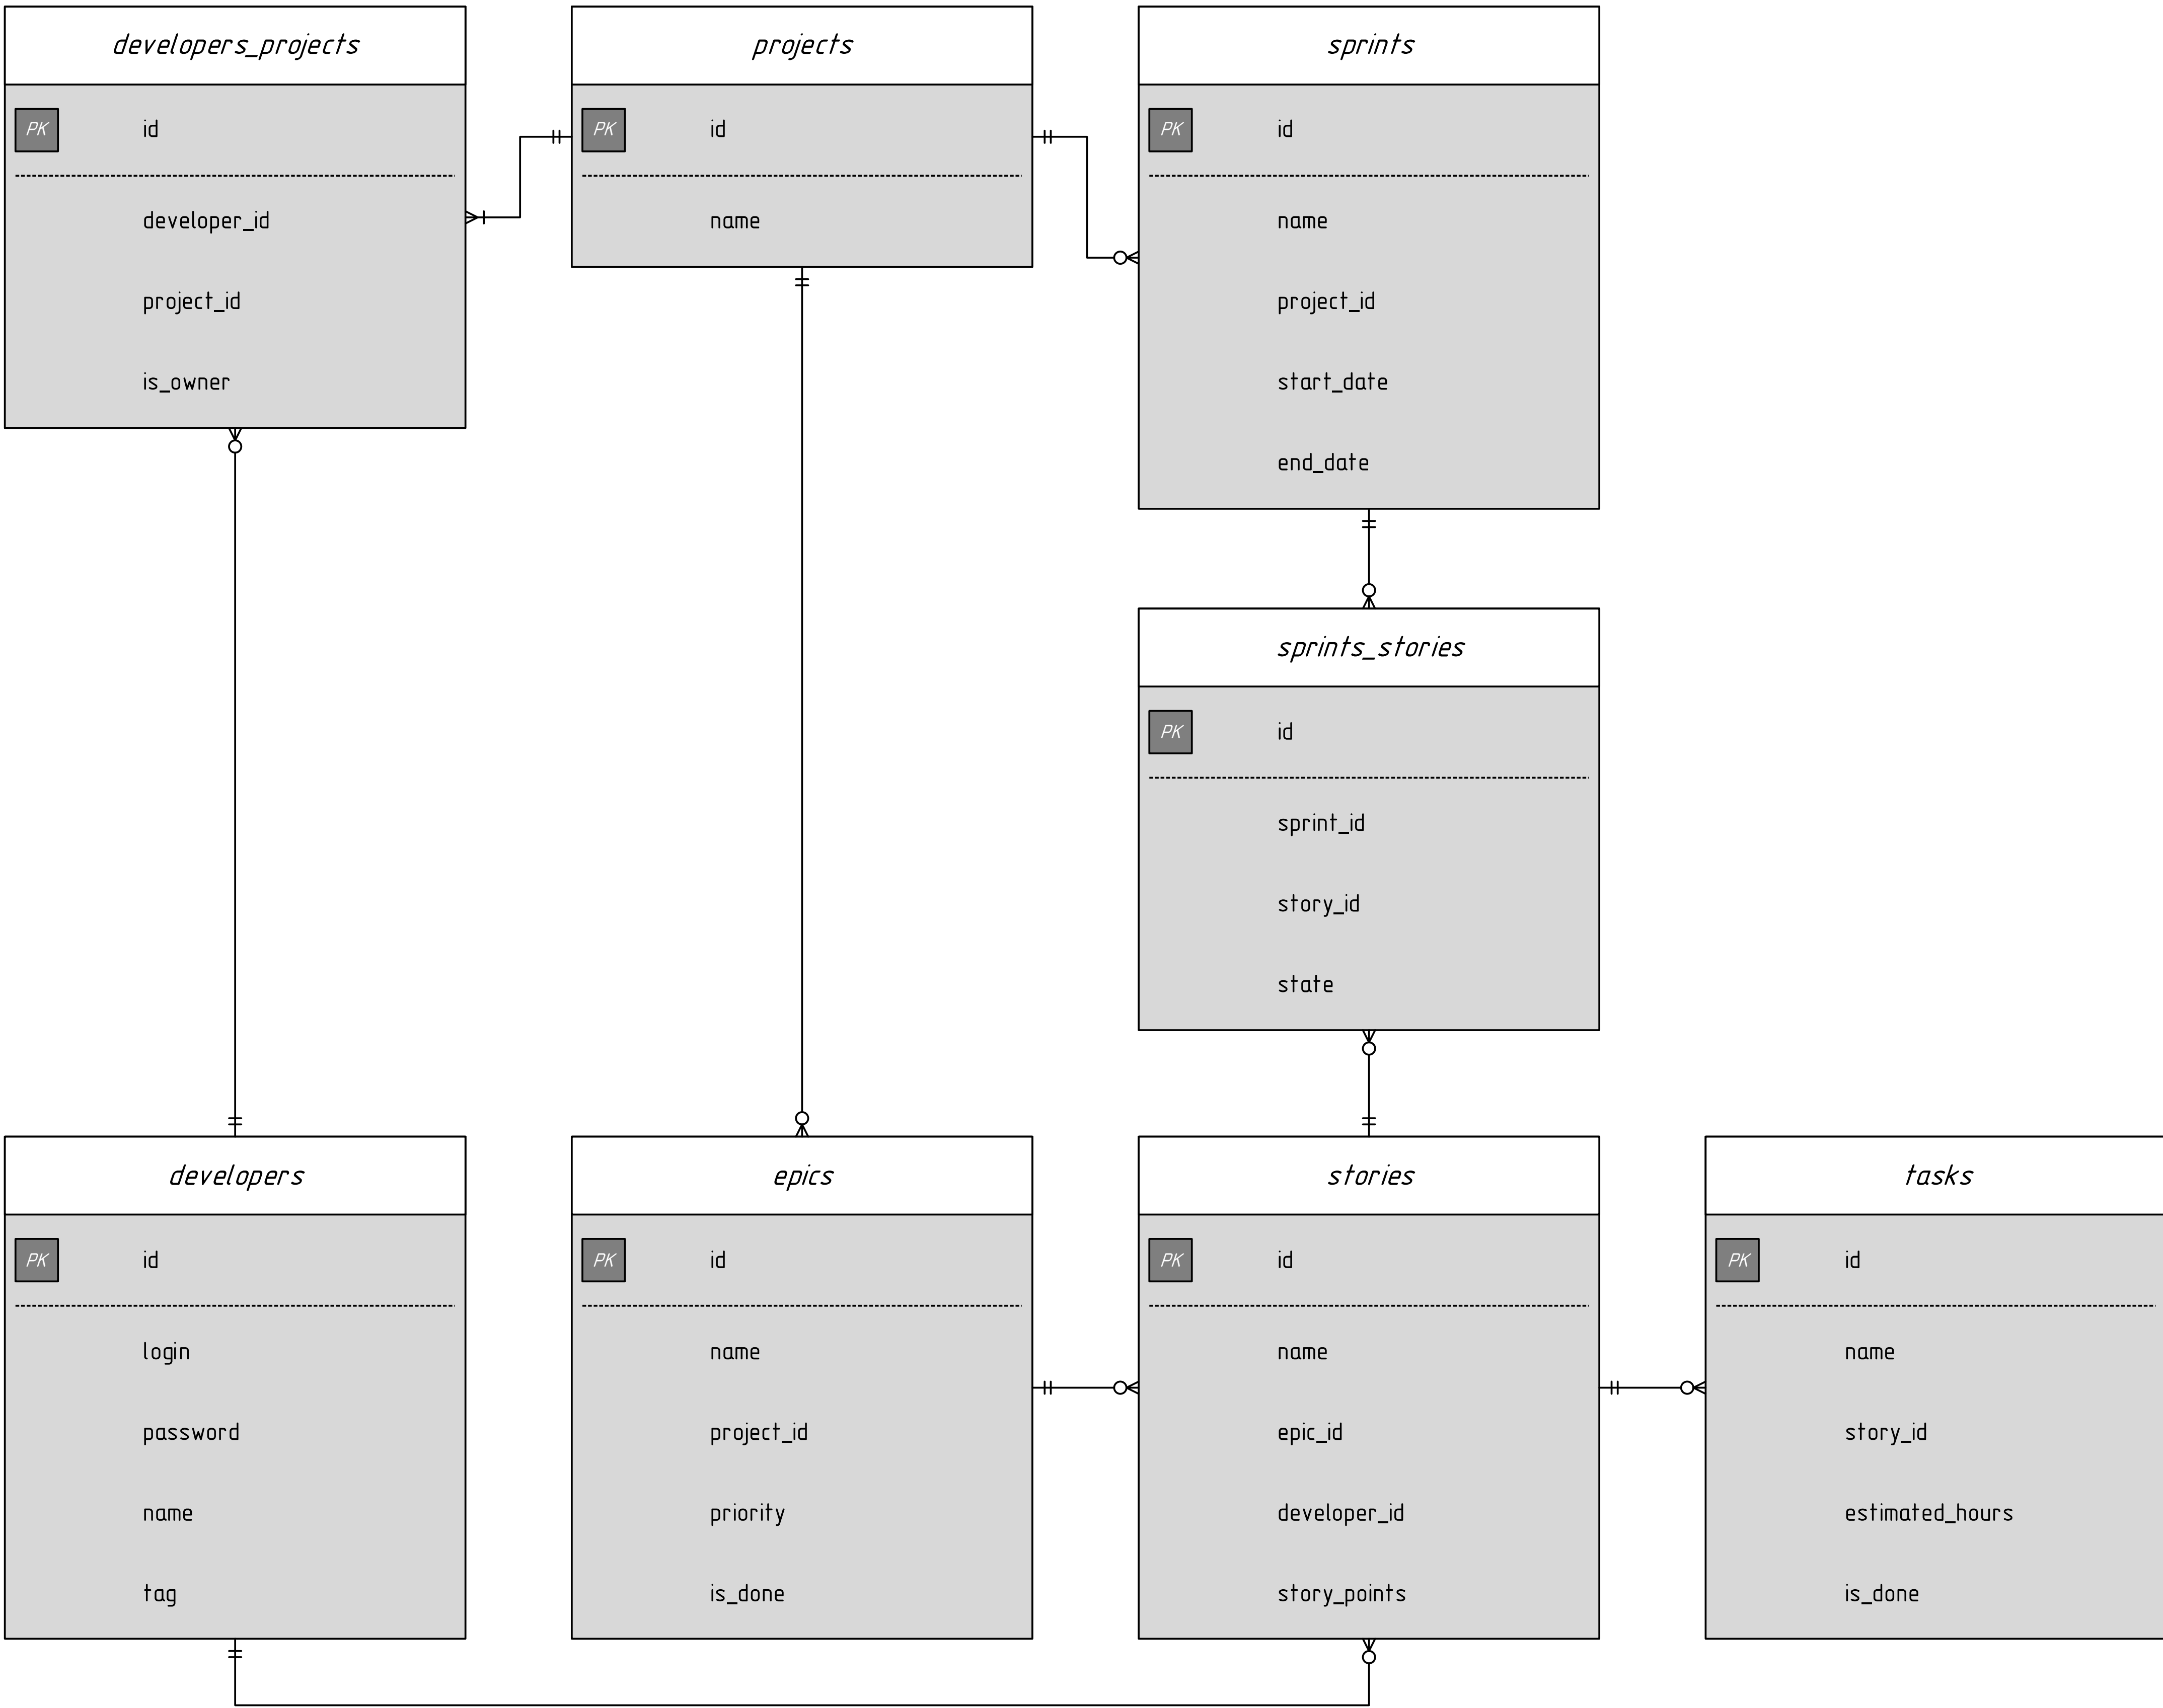 developers_projects
PK id
developer_id
project_id
is_owner
projects
PK id
name
sprints
PK id
name
project_id
start_date
end_date
sprints_stories
PK id
sprint_id
story_id
state
developers
PK id
login
password
name
tag
epics
PK id
name
project_id
priority
is_done
stories
PK id
name
epic_id
developer_id
story_points
tasks
PK id
name
story_id
estimated_hours
is_done